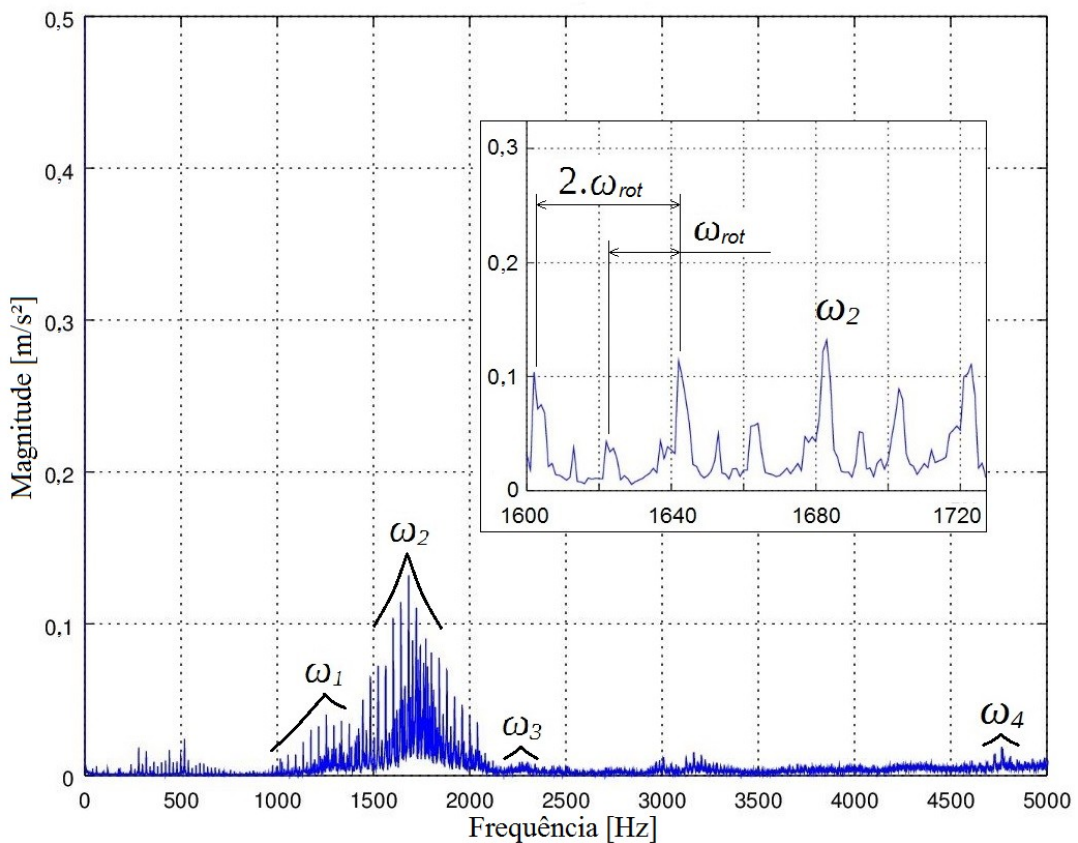 0,5
0,4
0,3
0,2
0,1
0
Magnitude [m/s²]
0,3
0,2
0,1
0
2.ωrot
ωrot
ω2
1600 1640 1680 1720
ω1
ω2
ω3
ω4
0 500 1000 1500 2000 2500 3000 3500 4000 4500 5000
Frequência [Hz]